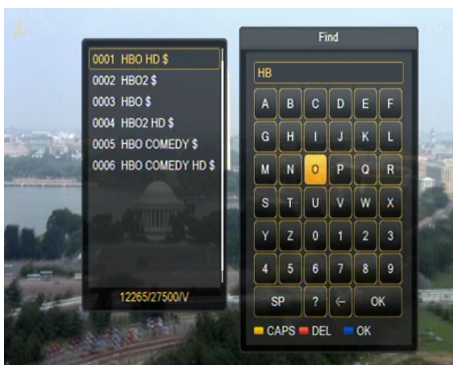 Find
0001 HBO HD $
0002 HBO2 $
0003 HBO $
0004 HBO2 HD $
0005 HBO COMEDY $
0006 HBO COMEDY HD $
12265/27500/V
HB
A B C D E F
G H I J K L
M N O P Q R
S T U V W X
Y Z 0 1 2 3
4 5 6 7 8 9
SP ? <- OK
CAPS DEL OK